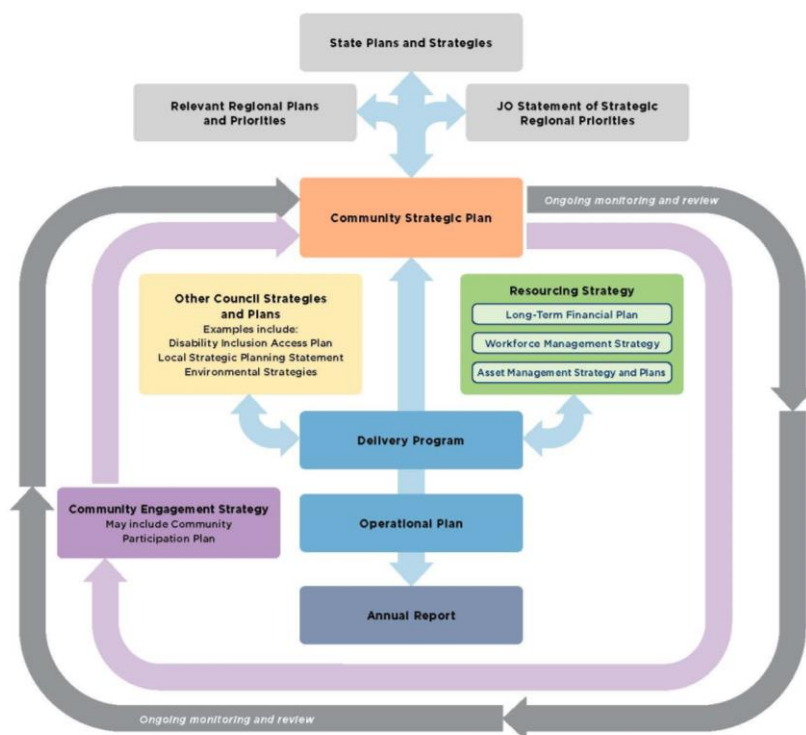 State Plans and Strategies
Relevant Regional Plans
and Priorities
JO Statement of Strategic
Regional Priorities
Community Strategic Plan
Ongoing monitoring and review
Other Council Strategies
and Plans
Examples include:
Disability Inclusion Access Plan
Local Strategic Planning Statement
Environmental Strategies
Resourcing Strategy
Long-Term Financial Plan
Workforce Management Strategy
Asset Management Strategy and Plans
Delivery Program
Community Engagement Strategy
May include Community
Participation Plan
Operational Plan
Annual Report
Ongoing monitoring and review